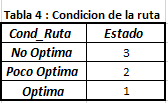 Tabla 4 : Condicion de la ruta
Cond_Ruta Estado
No Optima 3
Poco Optima 2
Optima 1